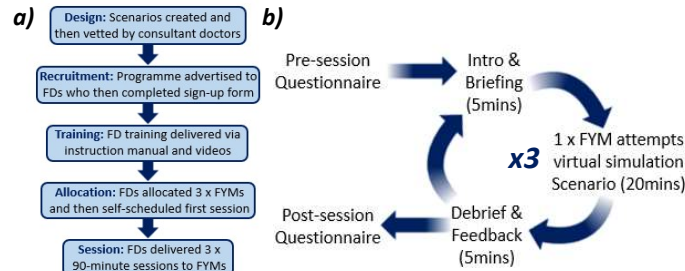 a)
Design: Scenarios created and
then vetted by consultant doctors
Recruitment: Programme advertised to
FDs who then completed sign-up form
Training: FD training delivered via
instruction manual and videos
Allocation: FDs allocated 3 x FYMs
and then self-scheduled first session
Session: FDs delivered 3 x
90-minute sessions to FYMs
b)
Pre-session
Questionnaire
Intro &
Briefing
(5mins)
x3
1 x FYM attempts
virtual simulation
Scenario (20mins)
Debrief &
Feedback
(5mins)
Post-session
Questionnaire